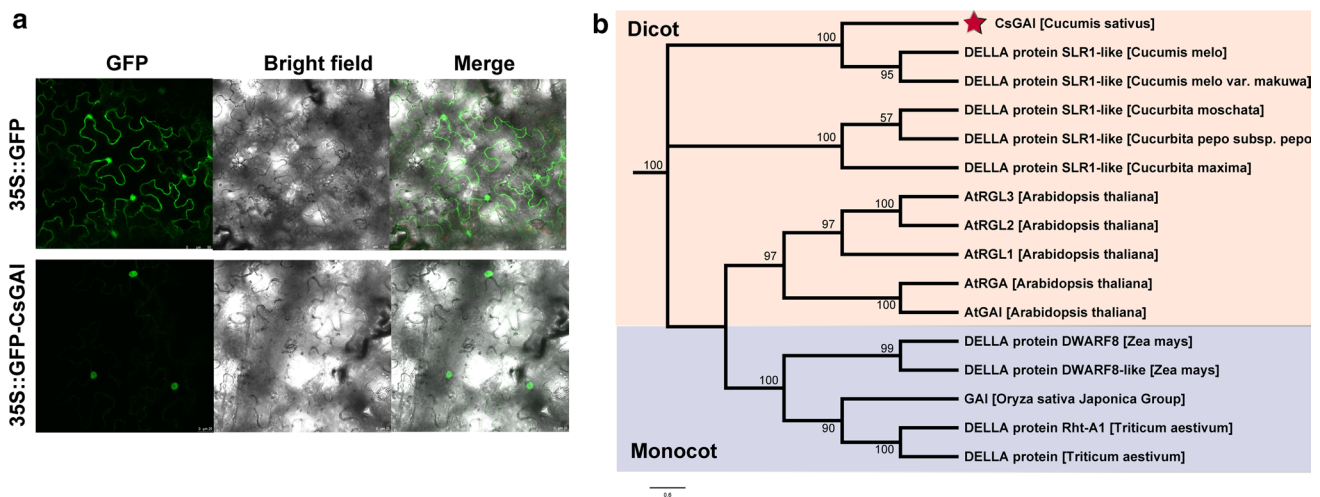 a
GFP
Bright field
Merge
35S::GFP
35S::GFP-CsGAI
b
Dicot
CsGAI [Cucumis sativus]
DELLA protein SLR1-like [Cucumis melo]
DELLA protein SLR1-like [Cucumis melo var. makuwa]
DELLA protein SLR1-like [Cucurbita moschata]
DELLA protein SLR1-like [Cucurbita pepo subsp. pepo
DELLA protein SLR1-like [Cucurbita maxima]
AtRGL3 [Arabidopsis thaliana]
AtRGL2 [Arabidopsis thaliana]
AtRGL1 [Arabidopsis thaliana]
AtRGA [Arabidopsis thaliana]
AtGAI [Arabidopsis thaliana]
DELLA protein DWARF8 [Zea mays]
DELLA protein DWARF8-like [Zea mays]
GAI [Oryza sativa Japonica Group]
DELLA protein Rht-A1 [Triticum aestivum]
DELLA protein [Triticum aestivum]
Monocot
100
95
57
100
100
100
97
97
100
99
100
90
100
0.6